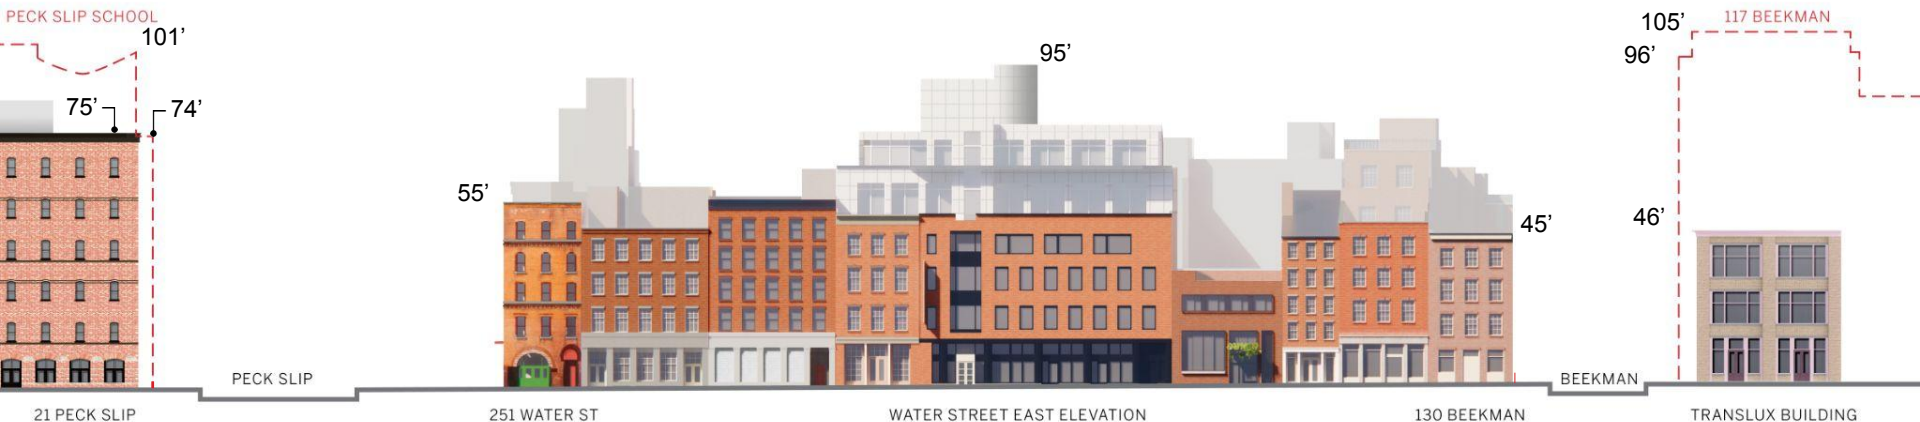 PECK SLIP SCHOOL
101’
75’
74’
55’
95’
45’
105’
117 BEEKMAN
96’
46’
PECK SLIP
BEEKMAN
21 PECK SLIP
251 WATER ST
WATER STREET EAST ELEVATION
130 BEEKMAN
TRANSLUX BUILDING